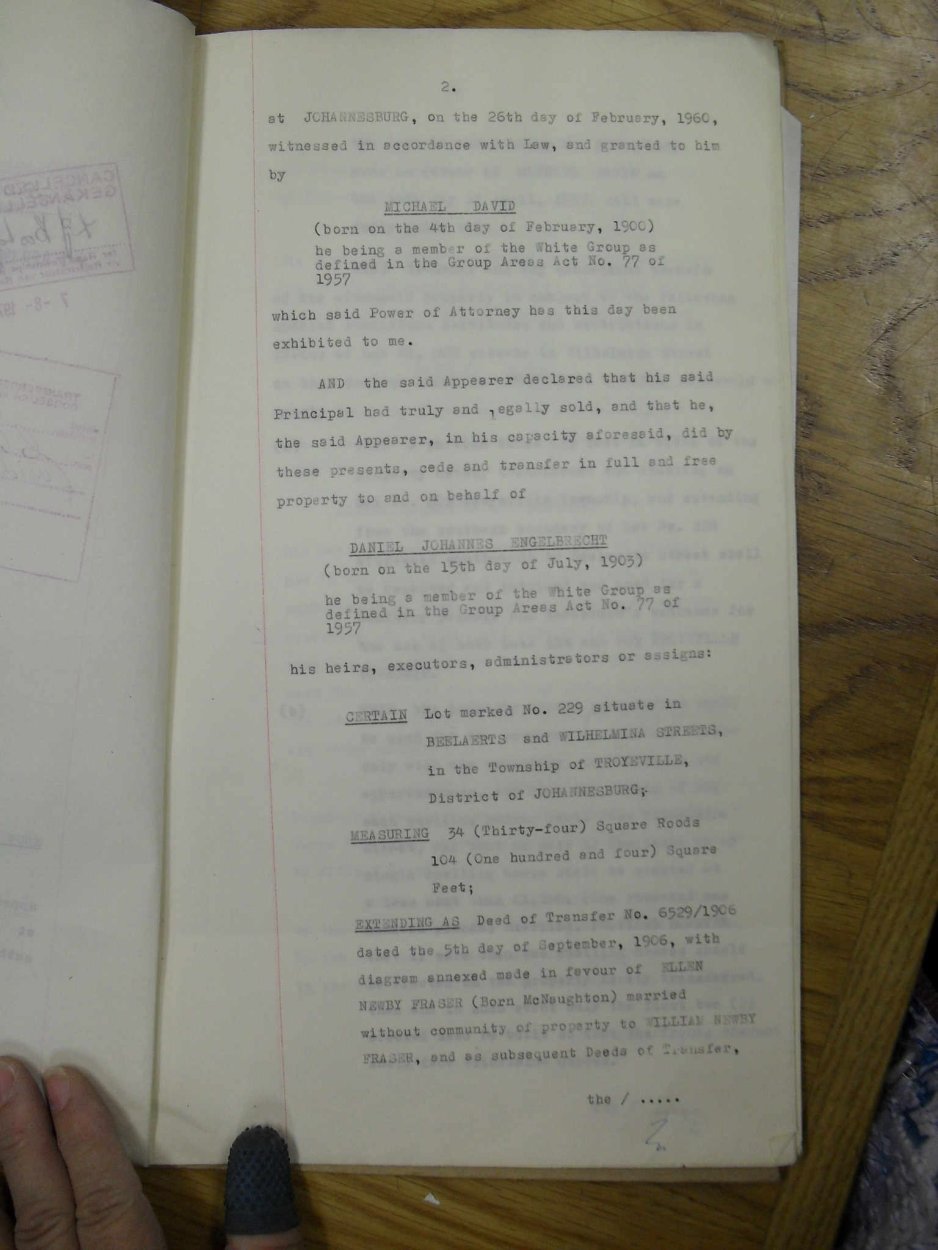 2.
at JOHANNESBURG, on the 26th day of February, 1960,
witnessed in accordance with Law, and granted to him
by
MICHAEL DAVID
(born on the 4th day of February, 1900)
he being a member of the White Group as
defined in the Group Areas Act No. 77 of
1957
which said Power of Attorney has this day been
exhibited to me.
AND the said Appearer declared that his said
Principal had truly and legally sold, and that he,
the said Appearer, in his capacity aforesaid, did by
these presents, cede and transfer in full and free
property to and on behalf of
DANIEL JOHANNES ENGELBRECHT
(born on the 15th day of July, 1903)
he being a member of the White Group as
defined in the Group Areas Act No. 77 of
1957
his heirs, executors, administrators or assigns:
CERTAIN Lot marked No. 229 situate in
BEELAERTS and WILHELMINA STREETS,
in the Township of TROYEVILLE,
District of JOHANNESBURG;
MEASURING 34 (Thirty-four) Square Roods
104 (One hundred and four) Square
Feet;
EXTENDING AS Deed of Transfer No. 6529/1906
dated the 5th day of September, 1906, with
diagram annexed made in favour of ELLEN
NEWBY FRASER (Born McNaughton) married
without community of property to WILLIAM NEWBY
FRASER, and as subsequent Deeds of Transfer,
the / .....